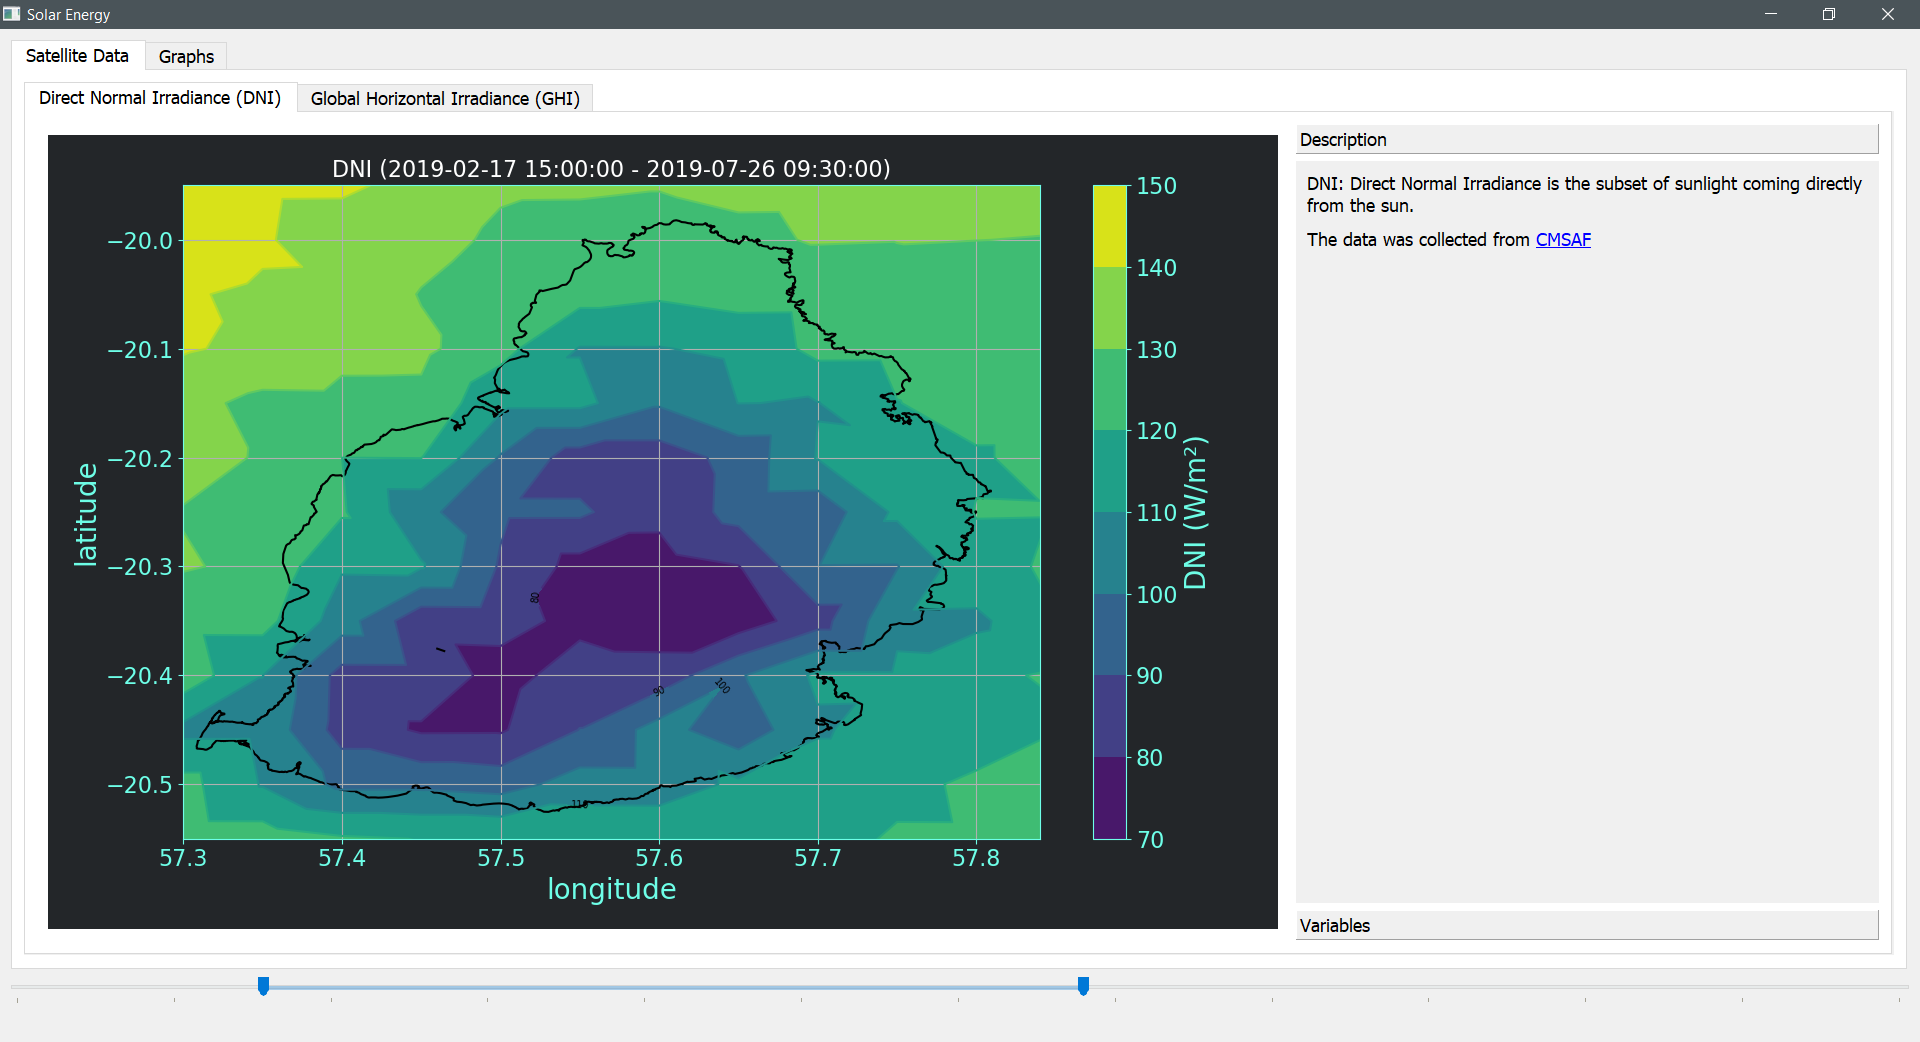 Solar Energy
Satellite Data
Graphs
Direct Normal Irradiance (DNI)
Global Horizontal Irradiance (GHI)
DNI (2019-02-17 15:00:00 - 2019-07-26 09:30:00)
−20.0
−20.1
−20.2
−20.3
−20.4
−20.5
latitude
57.3
57.4
57.5
57.6
57.7
57.8
longitude
80
90
100
110
150
140
130
120
110
100
90
80
70
DNI (W/m²)
Description
DNI: Direct Normal Irradiance is the subset of sunlight coming directly
from the sun.
The data was collected from CMSAF
Variables